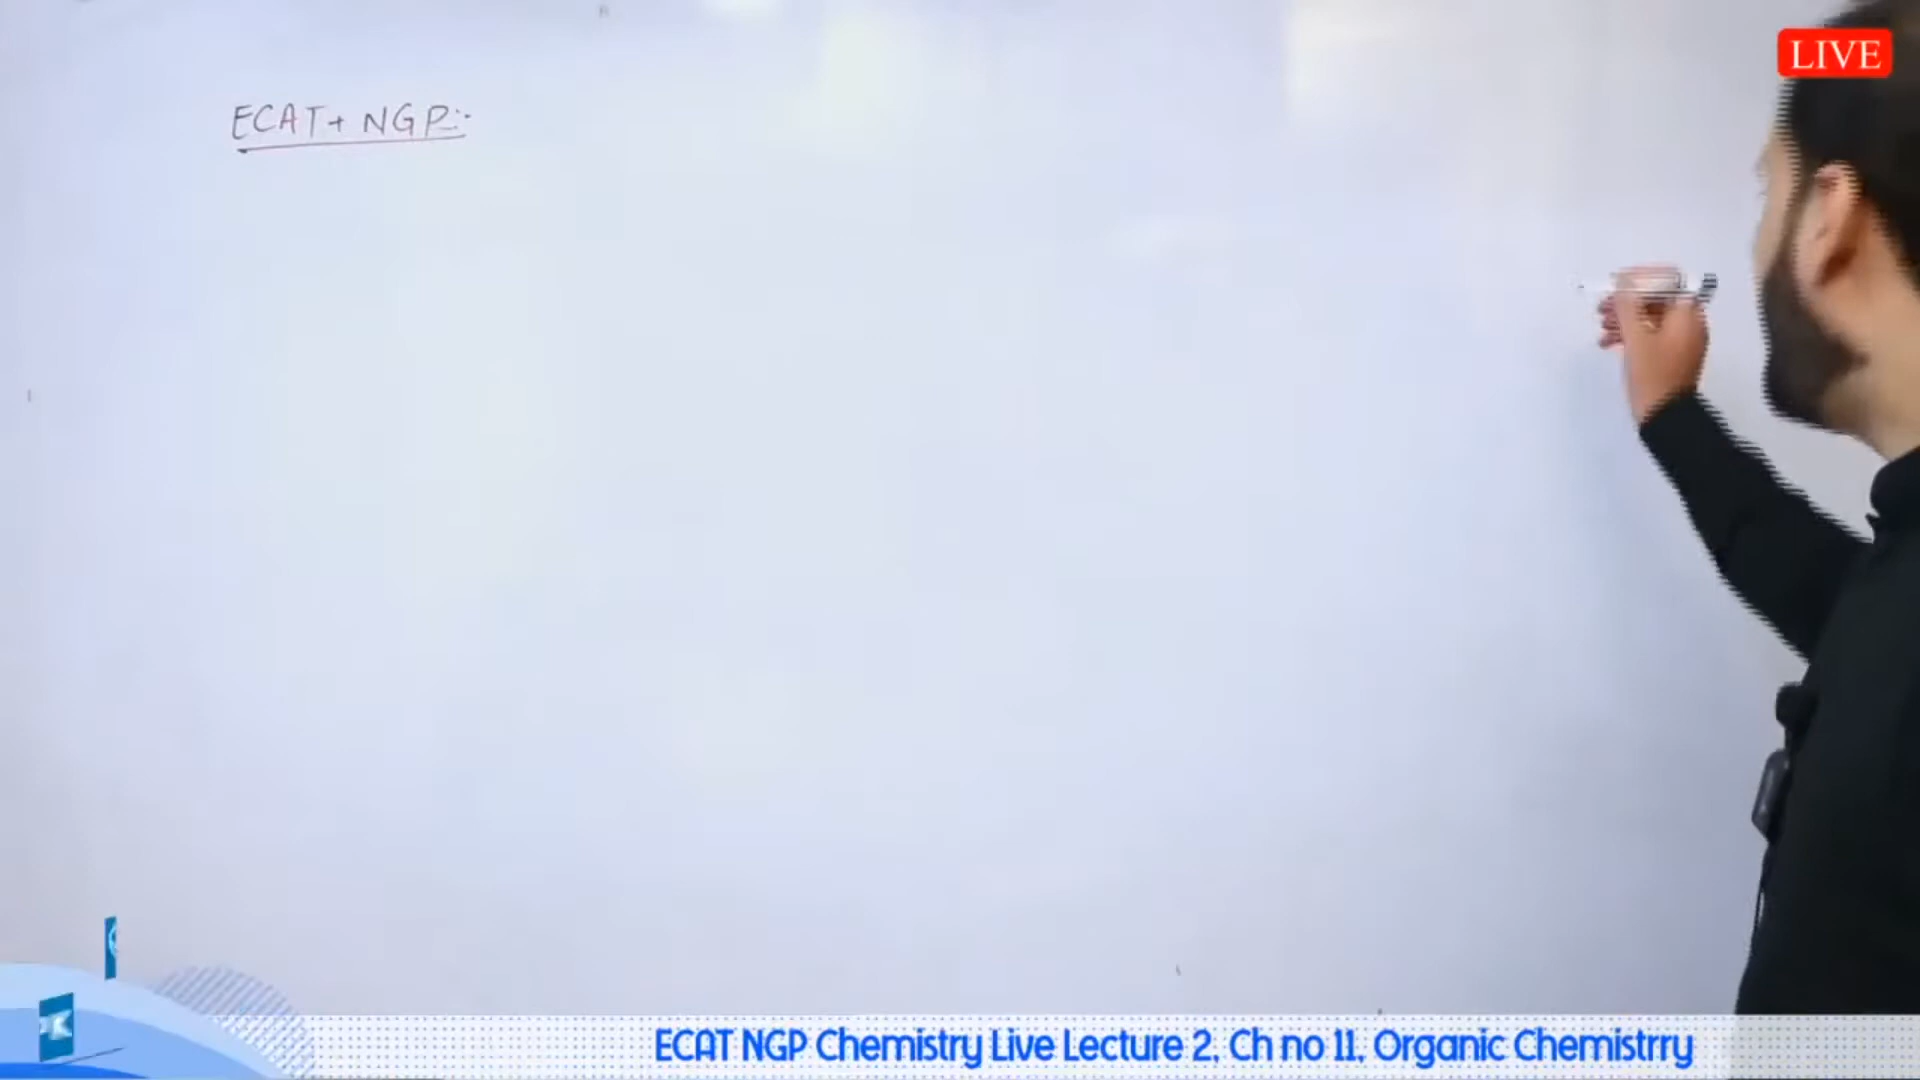 LIVE
ECAT + NGP:-
ECAT NGP Chemistry Live Lecture 2, Ch no 11, Organic Chemistrry